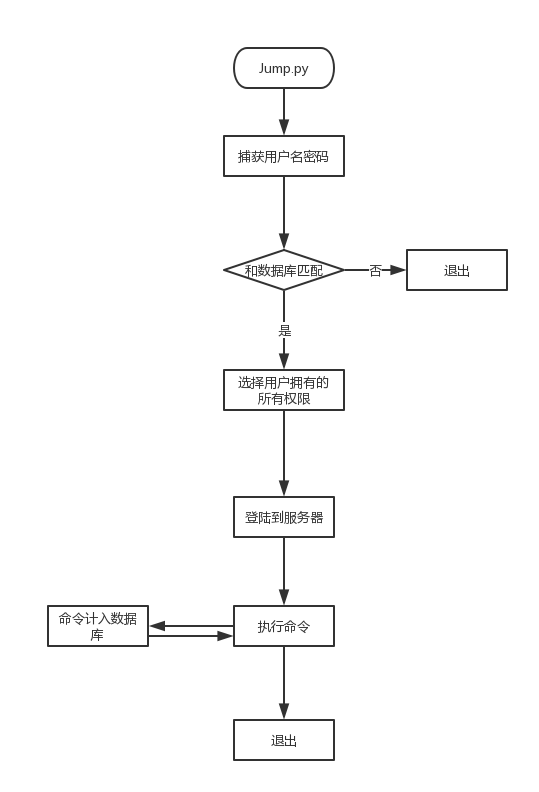 Jump.py
捕获用户名密码
和数据库匹配
否
退出
是
选择用户拥有的
所有权限
登陆到服务器
命令计入数据
库
执行命令
退出